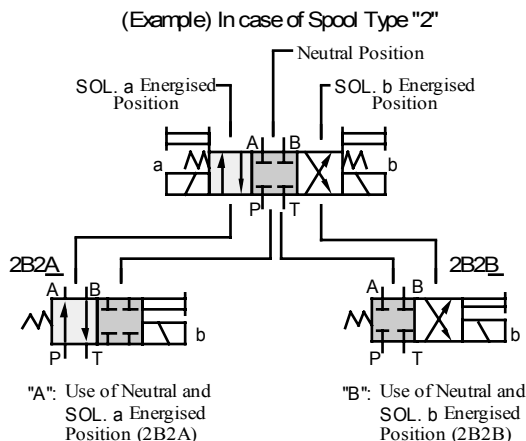 (Example) In case of Spool Type "2"
Neutral Position
SOL. a Energised
Position
SOL. b Energised
Position
A B
a b
P T
2B2A
2B2B
A B
b
P T
A B
b
P T
"A": Use of Neutral and
SOL. a Energised
Position (2B2A)
"B": Use of Neutral and
SOL. b Energised
Position (2B2B)